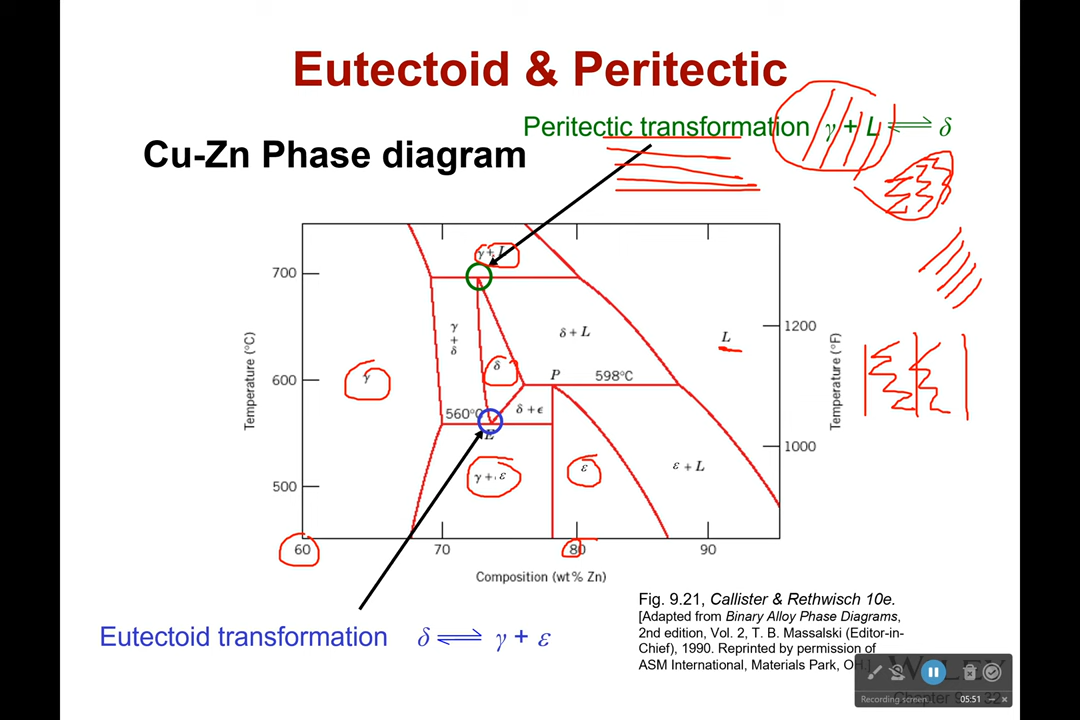 Eutectoid & Peritectic
Peritectic transformation γ + L ⇌ δ
Cu-Zn Phase diagram
γ + L
700
γ + δ
δ + L
1200
L
Temperature (°C)
Temperature (°F)
δ
P
598°C
600
γ
560°C
δ + ϵ
E
1000
γ + ε
ε
ε + L
500
60 70 80 90
Composition (wt% Zn)
Fig. 9.21, Callister & Rethwisch 10e.
[Adapted from Binary Alloy Phase Diagrams,
2nd edition, Vol. 2, T. B. Massalski (Editor-in-
Chief), 1990. Reprinted by permission of
ASM International, Materials Park, OH.]
Eutectoid transformation δ ⇌ γ + ε
WILEY
Recording screen... 05:51